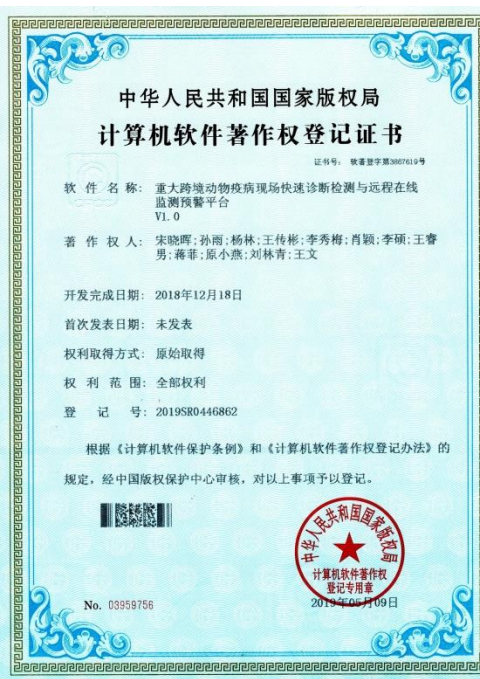 中华人民共和国国家版权局
计算机软件著作权登记证书
证书号: 软著登字第3867619号
软件名称: 重大跨境动物疫病现场快速诊断检测与远程在线
监测预警平台
V1.0
著作权人: 宋晓晖;孙雨;杨林;王传彬;李秀梅;肖颖;李硕;王睿
男;蒋菲;原小燕;刘林青;王文
开发完成日期: 2018年12月18日
首次发表日期: 未发表
权利取得方式: 原始取得
权利范围: 全部权利
登记号: 2019SR0446862
根据《计算机软件保护条例》和《计算机软件著作权登记办法》的
规定，经中国版权保护中心审核，对以上事项予以登记。
中华人民共和国国家版权局
计算机软件著作权
登记专用章
No. 03959756
2019年05月09日